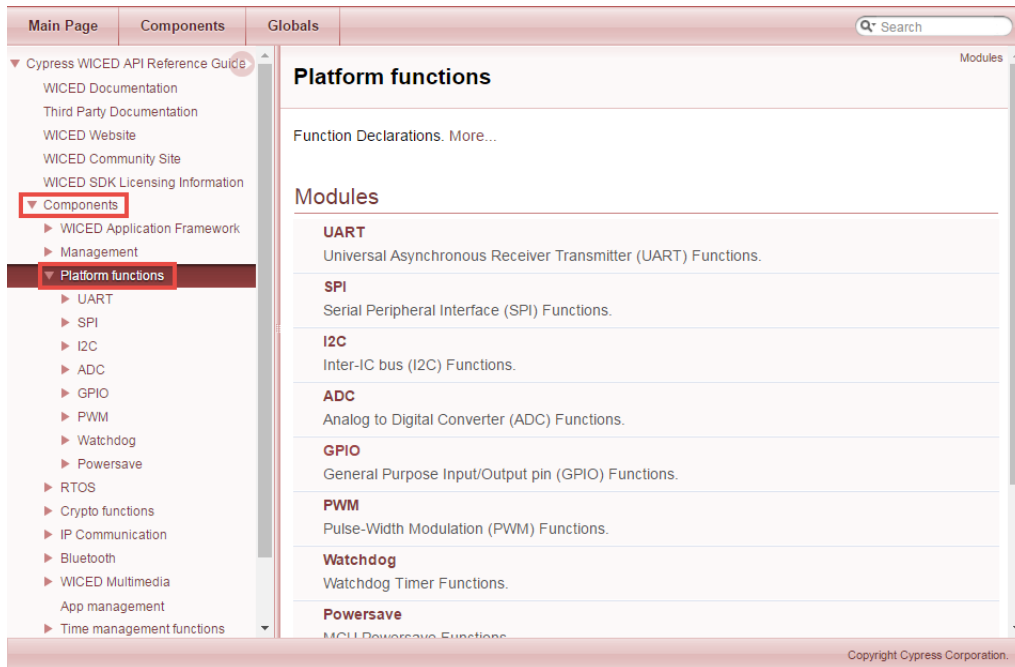 Main Page
Components
Globals
Search
Cypress WICED API Reference Guide
WICED Documentation
Third Party Documentation
WICED Website
WICED Community Site
WICED SDK Licensing Information
Components
WICED Application Framework
Management
Platform functions
UART
SPI
I2C
ADC
GPIO
PWM
Watchdog
Powersave
RTOS
Crypto functions
IP Communication
Bluetooth
WICED Multimedia
App management
Time management functions
Modules
Platform functions
Function Declarations. More...
Modules
UART
Universal Asynchronous Receiver Transmitter (UART) Functions.
SPI
Serial Peripheral Interface (SPI) Functions.
I2C
Inter-IC bus (I2C) Functions.
ADC
Analog to Digital Converter (ADC) Functions.
GPIO
General Purpose Input/Output pin (GPIO) Functions.
PWM
Pulse-Width Modulation (PWM) Functions.
Watchdog
Watchdog Timer Functions.
Powersave
MCU Powersave Functions
Copyright Cypress Corporation.